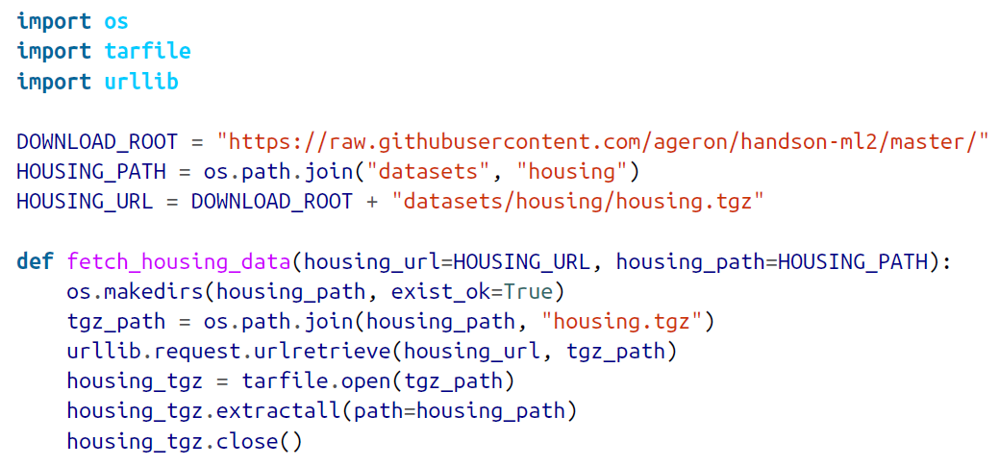 import os
import tarfile
import urllib

DOWNLOAD_ROOT = "https://raw.githubusercontent.com/ageron/handson-ml2/master/"
HOUSING_PATH = os.path.join("datasets", "housing")
HOUSING_URL = DOWNLOAD_ROOT + "datasets/housing/housing.tgz"

def fetch_housing_data(housing_url=HOUSING_URL, housing_path=HOUSING_PATH):
    os.makedirs(housing_path, exist_ok=True)
    tgz_path = os.path.join(housing_path, "housing.tgz")
    urllib.request.urlretrieve(housing_url, tgz_path)
    housing_tgz = tarfile.open(tgz_path)
    housing_tgz.extractall(path=housing_path)
    housing_tgz.close()